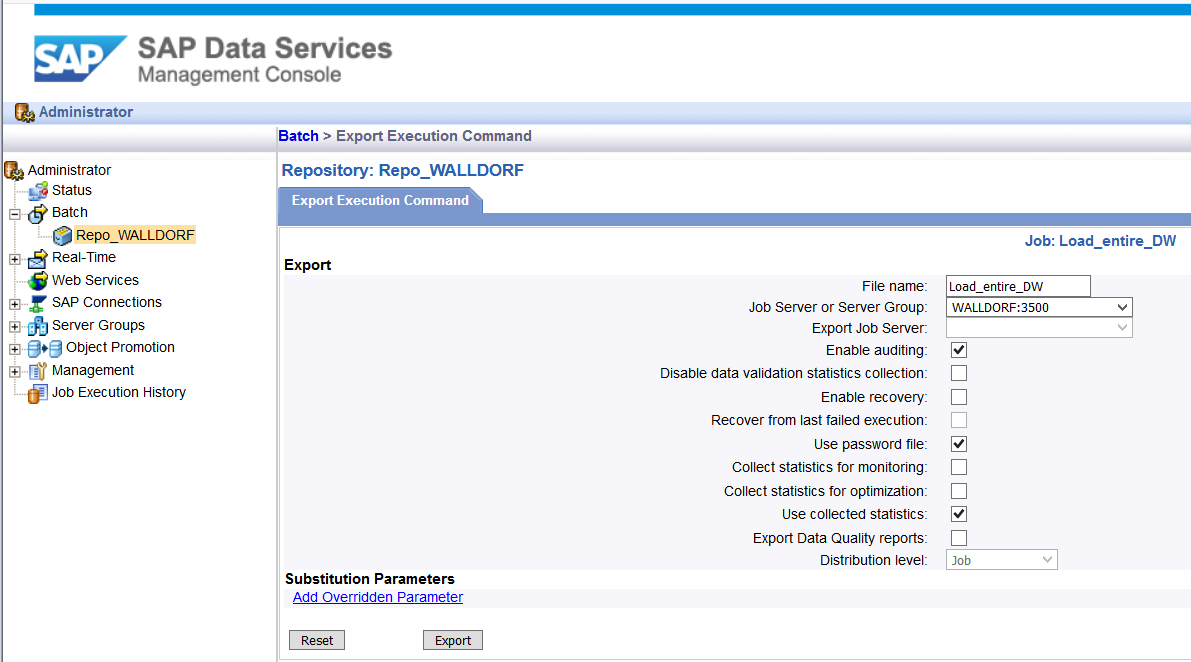 SAP
SAP Data Services
Management Console
Administrator
Batch > Export Execution Command
Administrator
Status
Batch
Repo_WALLDORF
Real-Time
Web Services
SAP Connections
Server Groups
Object Promotion
Management
Job Execution History
Repository: Repo_WALLDORF
Export Execution Command
Job: Load_entire_DW
Export
File name: Load_entire_DW
Job Server or Server Group: WALLDORF:3500
Export Job Server:
Enable auditing:
Disable data validation statistics collection:
Enable recovery:
Recover from last failed execution:
Use password file:
Collect statistics for monitoring:
Collect statistics for optimization:
Use collected statistics:
Export Data Quality reports:
Distribution level: Job
Substitution Parameters
Add Overridden Parameter
Reset Export